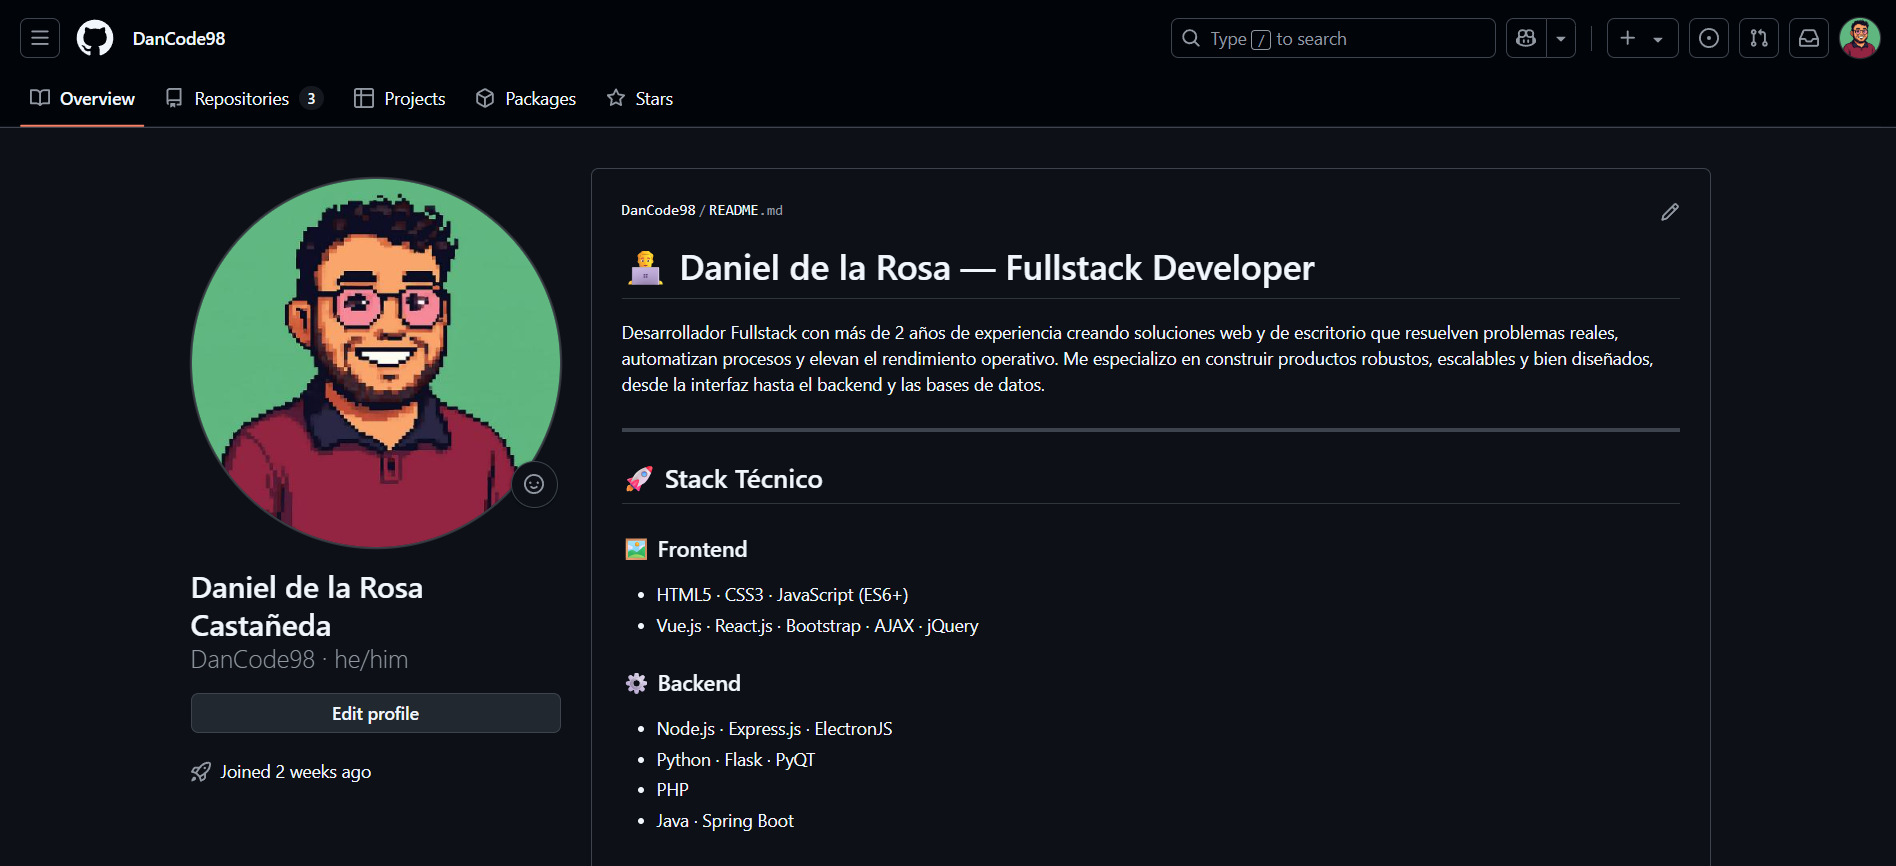 DanCode98
Type / to search
Overview
Repositories 3
Projects
Packages
Stars
Daniel de la Rosa
Castañeda
DanCode98 · he/him
Edit profile
Joined 2 weeks ago
DanCode98 / README.md
Daniel de la Rosa — Fullstack Developer
Desarrollador Fullstack con más de 2 años de experiencia creando soluciones web y de escritorio que resuelven problemas reales,
automatizan procesos y elevan el rendimiento operativo. Me especializo en construir productos robustos, escalables y bien diseñados,
desde la interfaz hasta el backend y las bases de datos.
Stack Técnico
Frontend
• HTML5 · CSS3 · JavaScript (ES6+)
• Vue.js · React.js · Bootstrap · AJAX · jQuery
Backend
• Node.js · Express.js · ElectronJS
• Python · Flask · PyQT
• PHP
• Java · Spring Boot